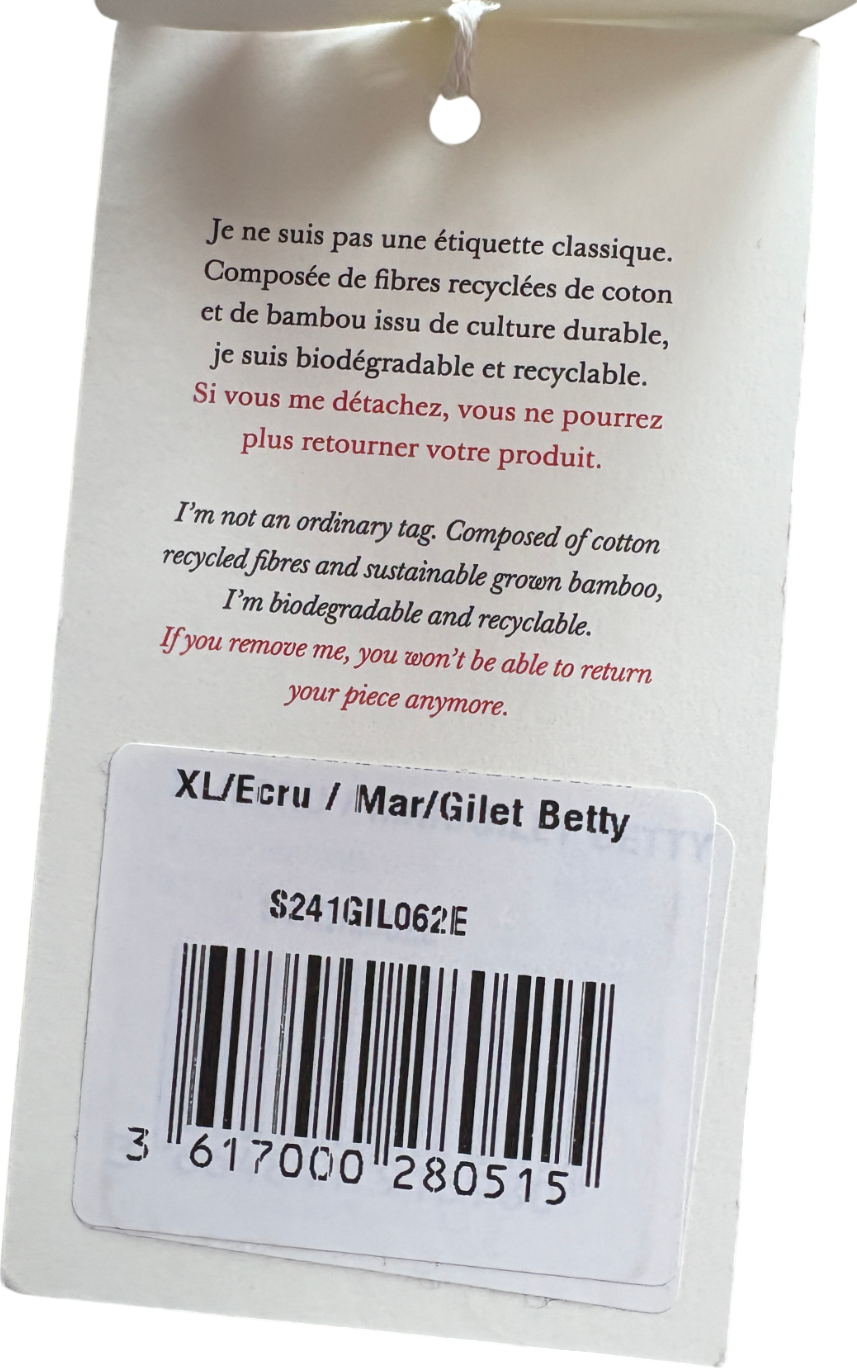 Je ne suis pas une étiquette classique.
Composée de fibres recyclées de coton
et de bambou issu de culture durable,
je suis biodégradable et recyclable.
Si vous me détachez, vous ne pourrez
plus retourner votre produit.
I'm not an ordinary tag. Composed of cotton
recycled fibres and sustainable grown bamboo,
I'm biodegradable and recyclable.
If you remove me, you won't be able to return
your piece anymore.
XL/Ecru / Mar/Gilet Betty
S241GIL062E
3 617000 280515